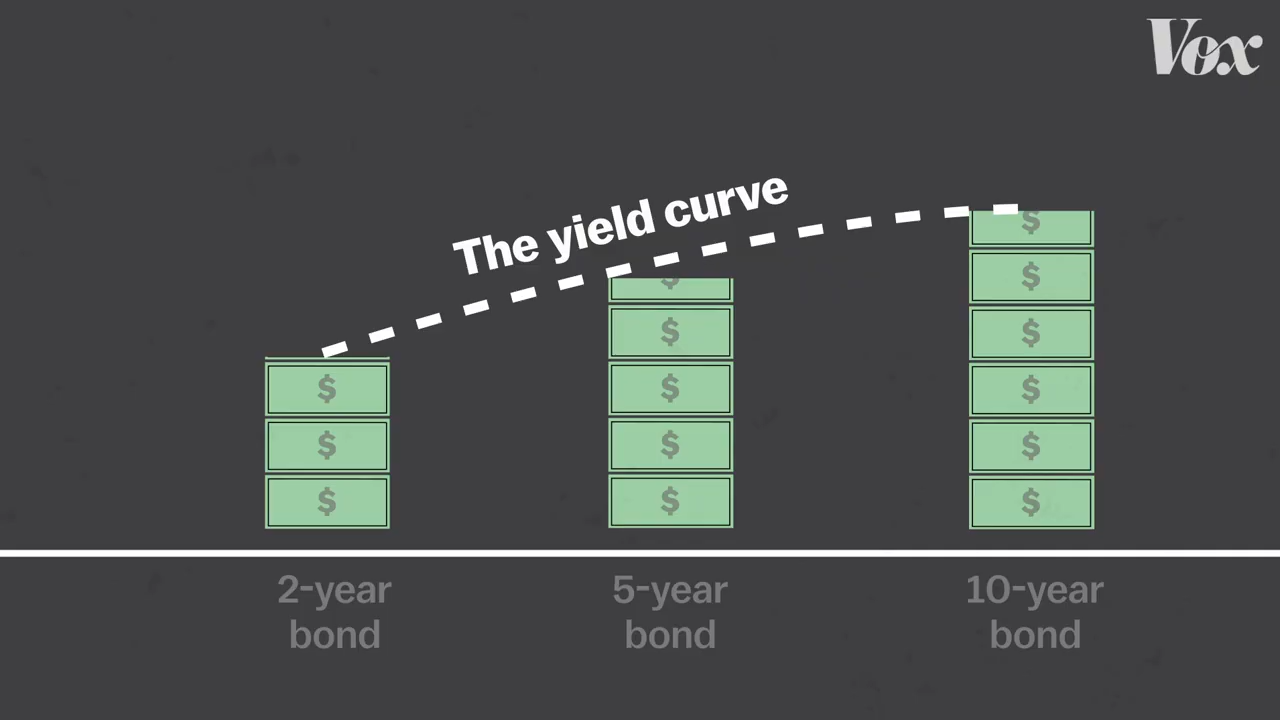 Vox
The yield curve
$ $ $
$ $ $ $ $
$ $ $ $ $ $
2-year
bond
5-year
bond
10-year
bond